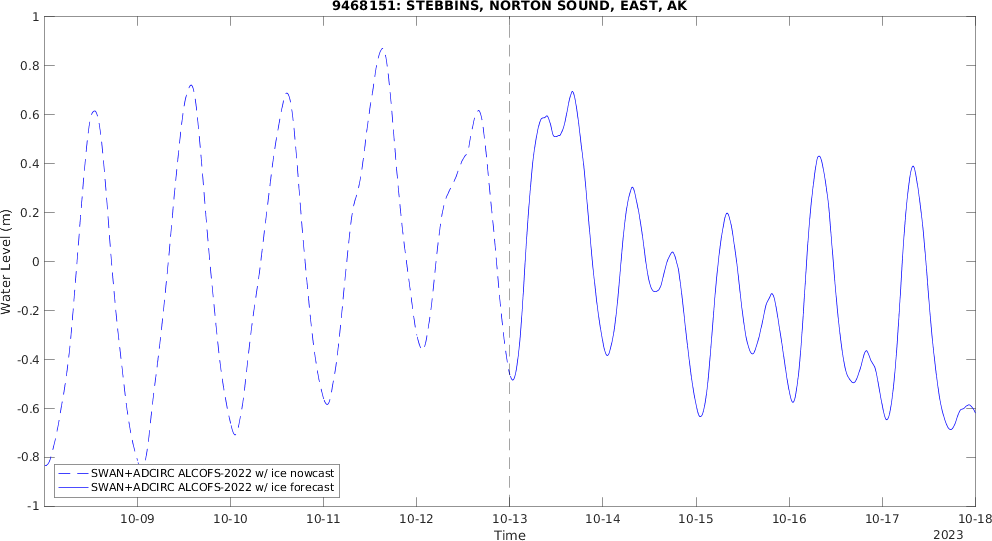 9468151: STEBBINS, NORTON SOUND, EAST, AK
1
0.8
0.6
0.4
0.2
0
-0.2
-0.4
-0.6
-0.8
-1
Water Level (m)
SWAN+ADCIRC ALCOFS-2022 w/ ice nowcast
SWAN+ADCIRC ALCOFS-2022 w/ ice forecast
10-09 10-10 10-11 10-12 10-13 10-14 10-15 10-16 10-17 10-18
Time
2023